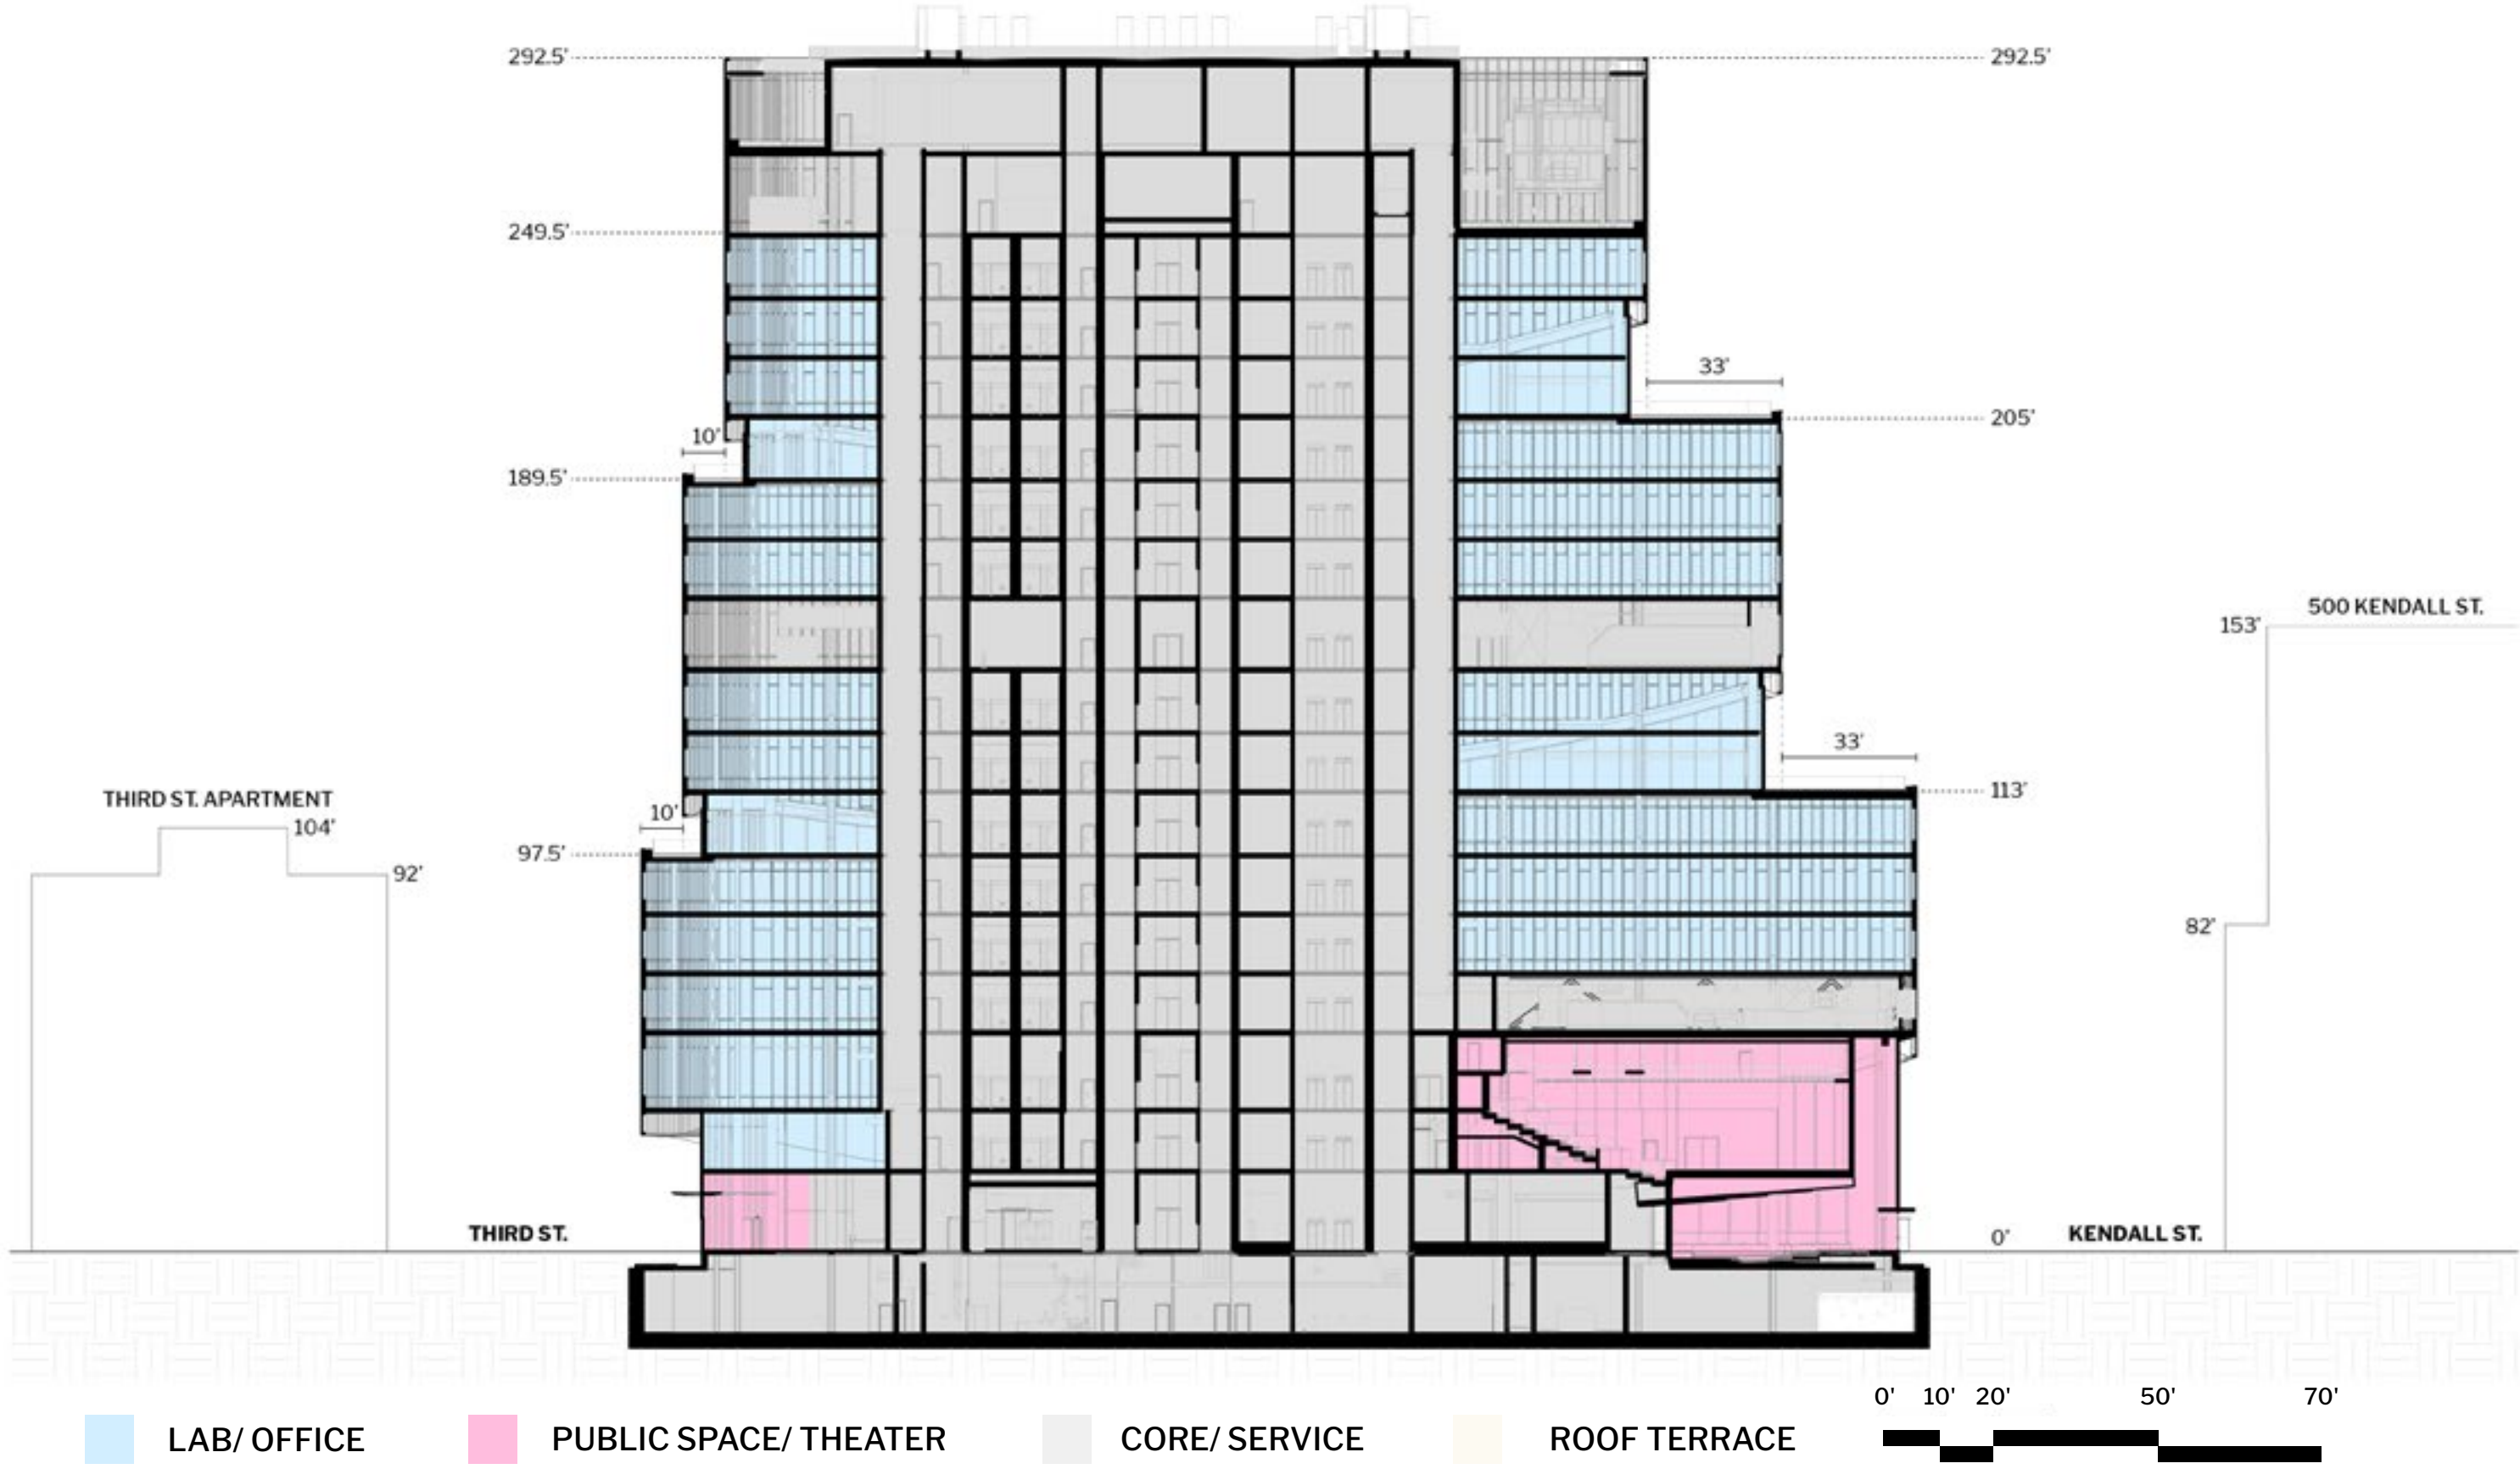 292.5' 292.5'
249.5'
33'
205'
10'
189.5'
500 KENDALL ST.
153'
33'
THIRD ST. APARTMENT
113'
10'
104'
97.5'
92'
82'
THIRD ST. 0' KENDALL ST.
0' 10' 20' 50' 70'
LAB/ OFFICE PUBLIC SPACE/ THEATER CORE/ SERVICE ROOF TERRACE